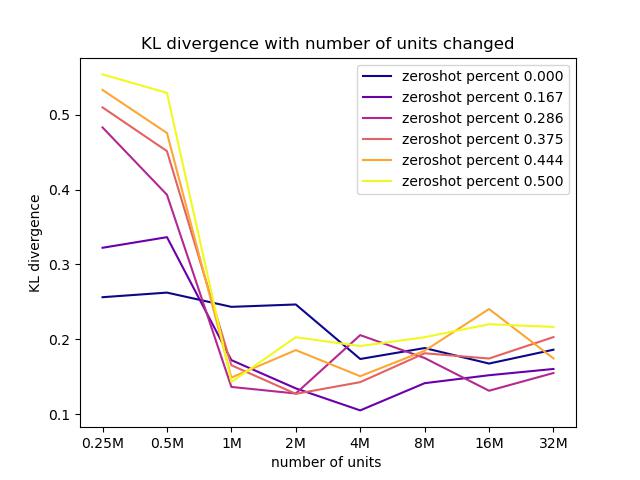 KL divergence with number of units changed
zeroshot percent 0.000
zeroshot percent 0.167
zeroshot percent 0.286
zeroshot percent 0.375
zeroshot percent 0.444
zeroshot percent 0.500
KL divergence
0.5
0.4
0.3
0.2
0.1
0.25M 0.5M 1M 2M 4M 8M 16M 32M
number of units